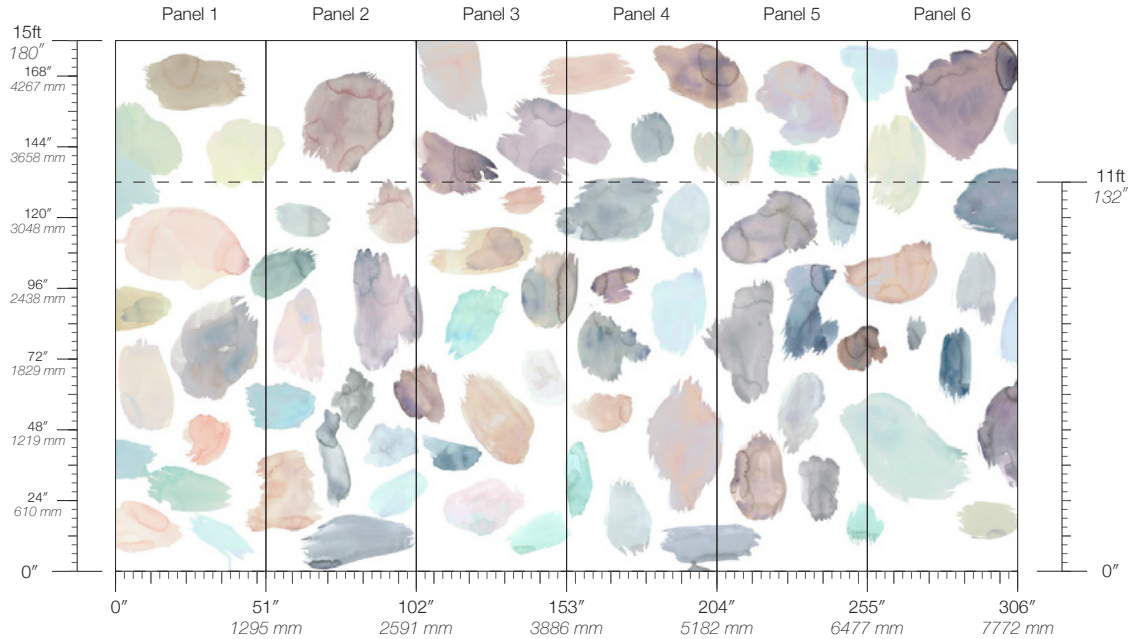 Panel 1 Panel 2 Panel 3 Panel 4 Panel 5 Panel 6
15ft
180″
168″
4267 mm
144″
3658 mm
120″
3048 mm
96″
2438 mm
72″
1829 mm
48″
1219 mm
24″
610 mm
0″
11ft
132″
0″
0″ 51″ 102″ 153″ 204″ 255″ 306″
1295 mm 2591 mm 3886 mm 5182 mm 6477 mm 7772 mm